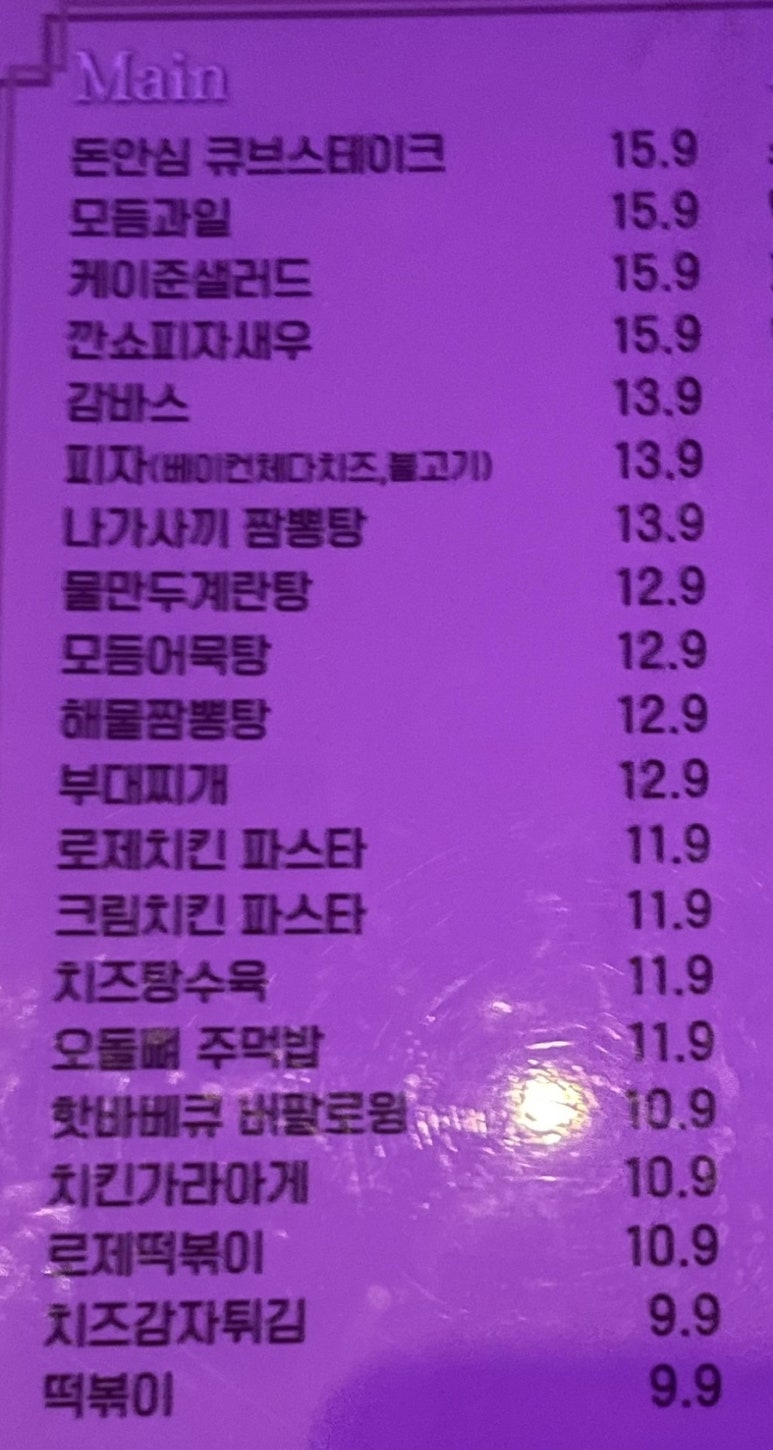 Main
돈안심 큐브스테이크 15.9
모듬과일 15.9
케이준샐러드 15.9
깐쇼피자새우 15.9
감바스 13.9
피자(베이컨체다치즈,불고기) 13.9
나가사끼 짬뽕탕 13.9
물만두계란탕 12.9
모듬어묵탕 12.9
해물짬뽕탕 12.9
부대찌개 12.9
로제치킨 파스타 11.9
크림치킨 파스타 11.9
치즈탕수육 11.9
오돌뼈 주먹밥 11.9
핫바베큐 버팔로윙 10.9
치킨가라아게 10.9
로제떡볶이 10.9
치즈감자튀김 9.9
떡볶이 9.9